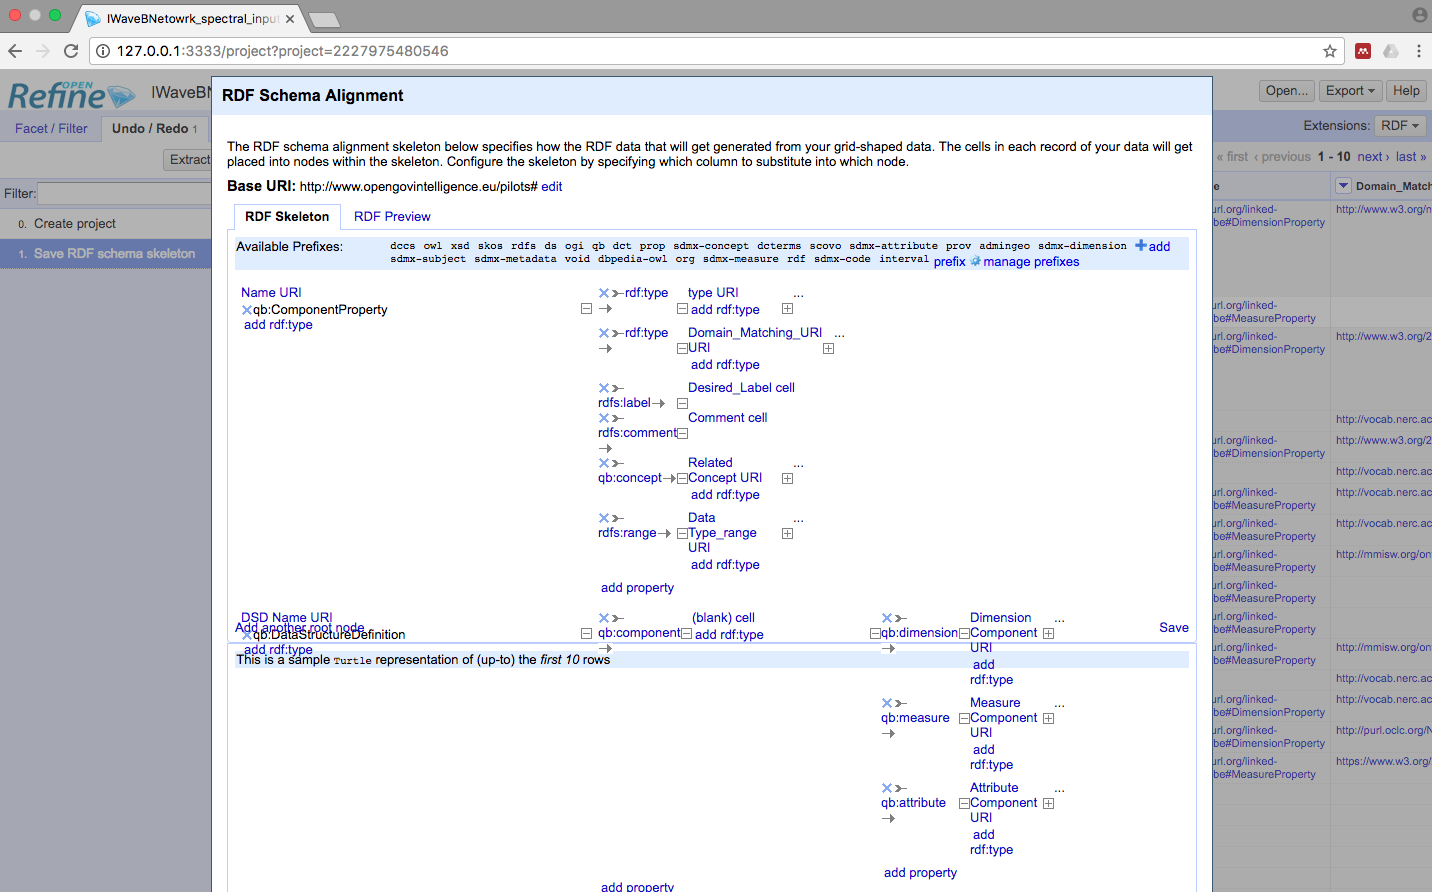 IWaveBNetowrk_spectral_input
127.0.0.1:3333/project?project=2227975480546
OPEN
Refine
IWaveBN
Open...
Export
Help
Facet / Filter
Undo / Redo 1
Extensions:
RDF
Extract
« first ‹ previous 1 - 10 next › last »
Filter:
0. Create project
1. Save RDF schema skeleton
RDF Schema Alignment
The RDF schema alignment skeleton below specifies how the RDF data that will get generated from your grid-shaped data. The cells in each record of your data will get
placed into nodes within the skeleton. Configure the skeleton by specifying which column to substitute into which node.
Base URI: http://www.opengovintelligence.eu/pilots# edit
RDF Skeleton
RDF Preview
Available Prefixes:
dccs owl xsd skos rdfs ds ogi qb dct prop sdmx-concept dcterms scovo sdmx-attribute prov admingeo sdmx-dimension add
sdmx-subject sdmx-metadata void dbpedia-owl org sdmx-measure rdf sdmx-code interval prefix manage prefixes
Name URI
qb:ComponentProperty
add rdf:type
rdf:type
type URI
...
add rdf:type
rdf:type
Domain_Matching_URI
...
URI
add rdf:type
Desired_Label cell
rdfs:label
Comment cell
rdfs:comment
Related
...
qb:concept
Concept URI
add rdf:type
Data
...
rdfs:range
Type_range
URI
add rdf:type
add property
DSD Name URI
Add another root node
qb:DataStructureDefinition
add rdf:type
(blank) cell
qb:component
add rdf:type
Dimension
...
qb:dimension
Component
URI
add
rdf:type
Save
This is a sample Turtle representation of (up-to) the first 10 rows
Measure
...
qb:measure
Component
URI
add
rdf:type
Attribute
...
qb:attribute
Component
URI
add
rdf:type
add property
add property
e
Domain_Match
url.org/linked-
be#DimensionProperty
http://www.w3.org/n
url.org/linked-
be#MeasureProperty
url.org/linked-
be#DimensionProperty
http://www.w3.org/2
http://vocab.nerc.ac
url.org/linked-
be#DimensionProperty
http://www.w3.org/2
http://vocab.nerc.ac
url.org/linked-
be#MeasureProperty
http://vocab.nerc.ac
url.org/linked-
be#MeasureProperty
http://vocab.nerc.ac
url.org/linked-
be#MeasureProperty
http://mmisw.org/on
url.org/linked-
be#MeasureProperty
url.org/linked-
be#MeasureProperty
url.org/linked-
be#MeasureProperty
http://mmisw.org/on
http://vocab.nerc.ac
url.org/linked-
be#DimensionProperty
http://vocab.nerc.ac
url.org/linked-
be#DimensionProperty
http://purl.oclc.org/N
url.org/linked-
be#MeasureProperty
https://www.w3.org/